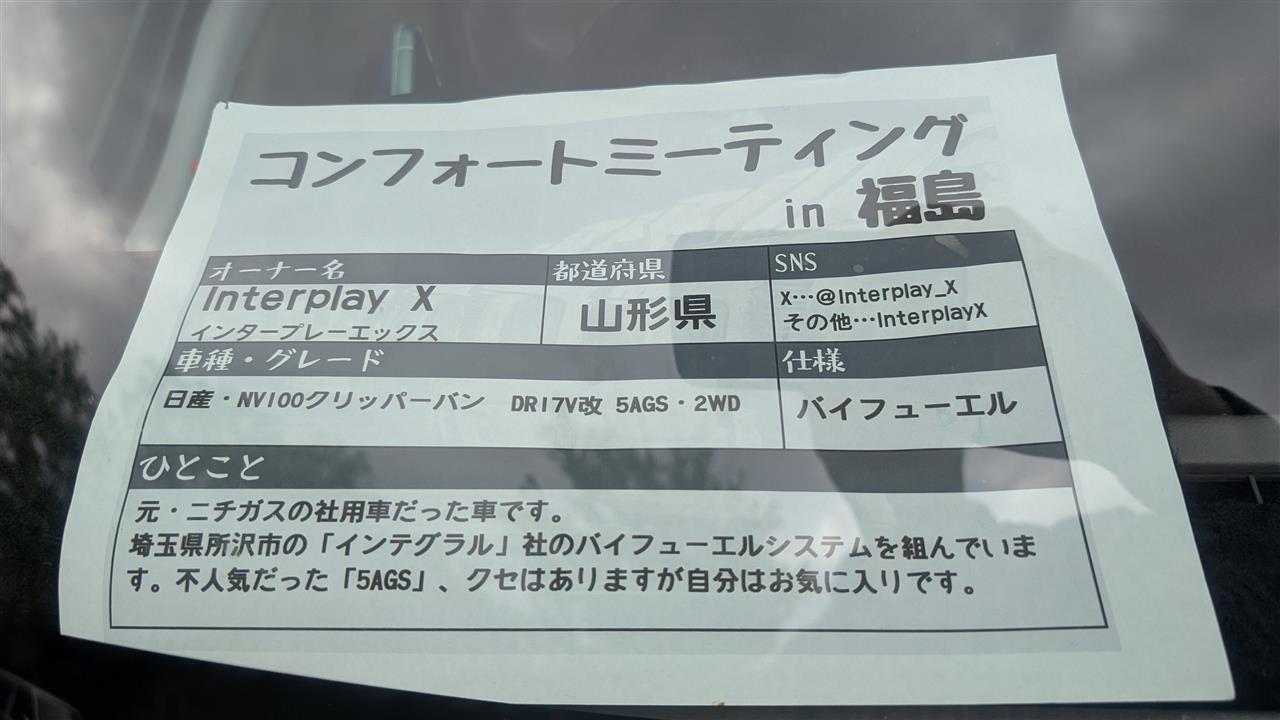 コンフォートミーティング
in 福島
オーナー名 都道府県 SNS
Interplay X 山形県 X…@Interplay_X
インタープレーエックス その他…InterplayX
車種・グレード 仕様
日産・NV100クリッパーバン DR17V改 5AGS・2WD バイフューエル
ひとこと
元・ニチガスの社用車だった車です。
埼玉県所沢市の「インテグラル」社のバイフューエルシステムを組んでいま
す。不人気だった「5AGS」、クセはありますが自分はお気に入りです。